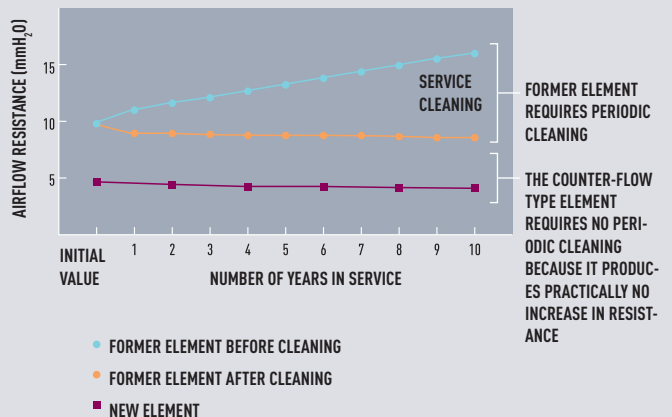 AIRFLOW RESISTANCE (mmH₂0)
15
10
5
SERVICE
CLEANING
FORMER ELEMENT
REQUIRES PERIODIC
CLEANING
THE COUNTER-FLOW
TYPE ELEMENT
REQUIRES NO PERI-
ODIC CLEANING
BECAUSE IT PRODUC-
ES PRACTICALLY NO
INCREASE IN RESIST-
ANCE
INITIAL
VALUE
1 2 3 4 5 6 7 8 9 10
NUMBER OF YEARS IN SERVICE
FORMER ELEMENT BEFORE CLEANING
FORMER ELEMENT AFTER CLEANING
NEW ELEMENT